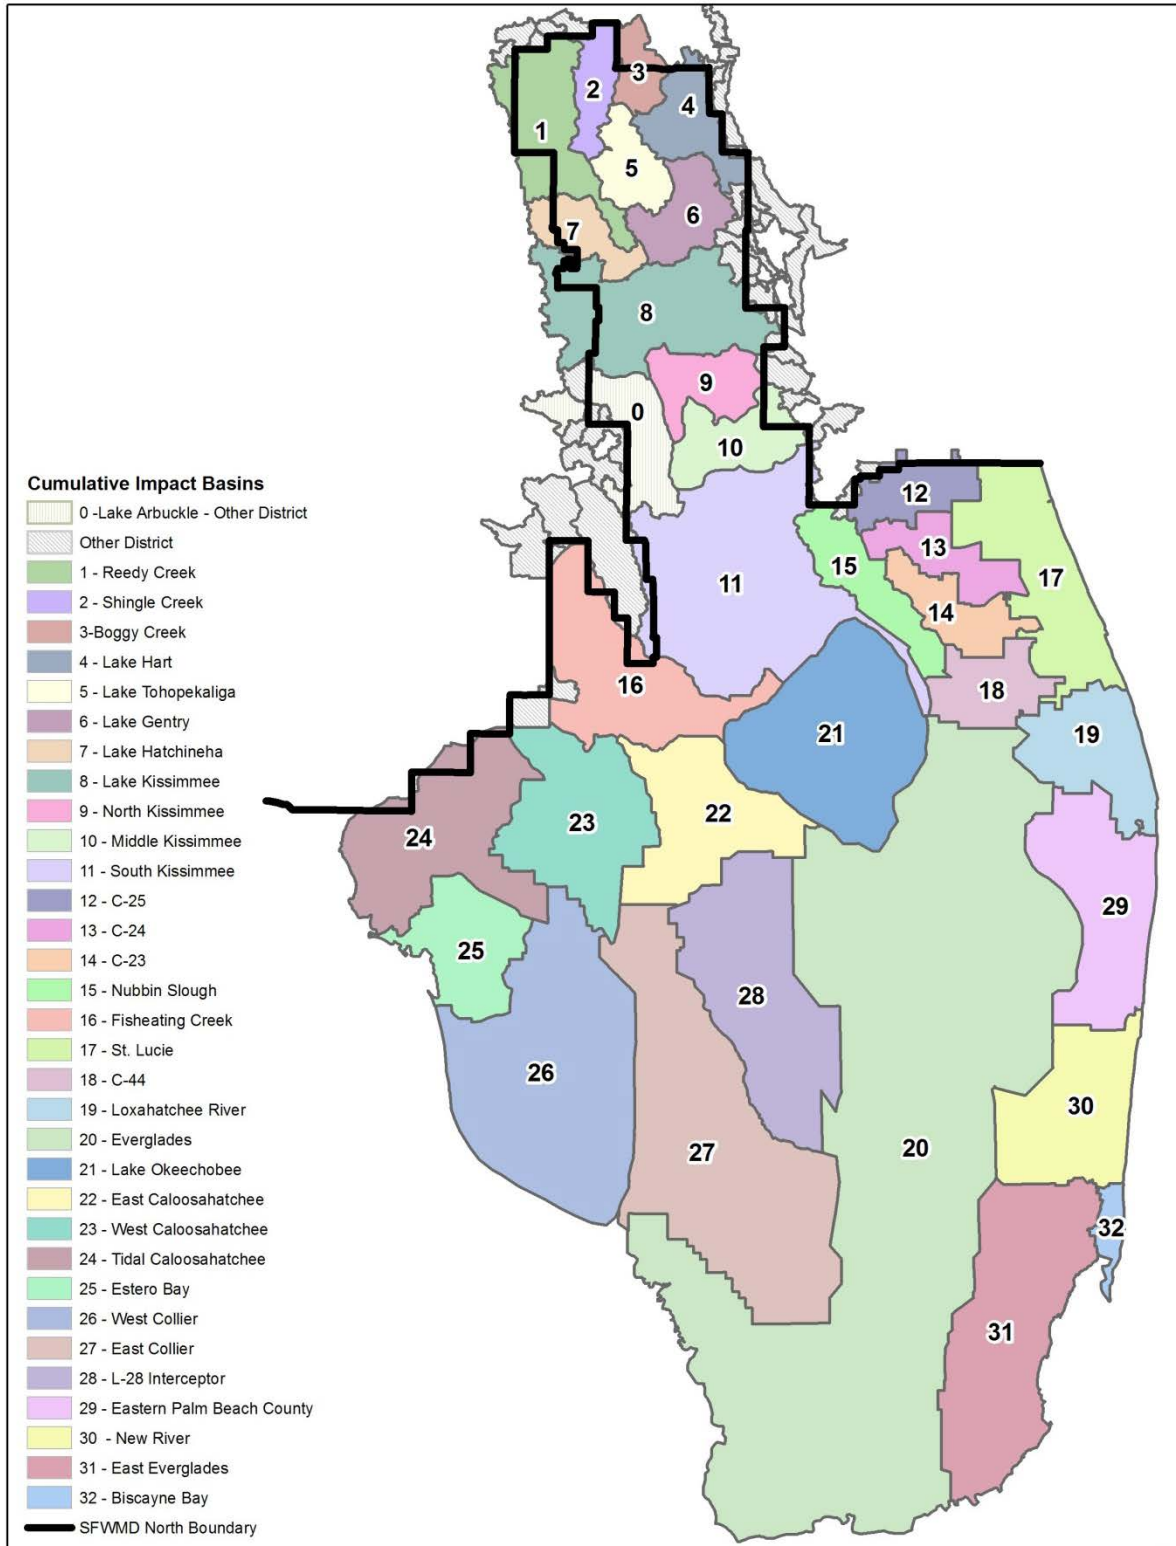 Cumulative Impact Basins
0 -Lake Arbuckle - Other District
Other District
1 - Reedy Creek
2 - Shingle Creek
3-Boggy Creek
4 - Lake Hart
5 - Lake Tohopekaliga
6 - Lake Gentry
7 - Lake Hatchineha
8 - Lake Kissimmee
9 - North Kissimmee
10 - Middle Kissimmee
11 - South Kissimmee
12 - C-25
13 - C-24
14 - C-23
15 - Nubbin Slough
16 - Fisheating Creek
17 - St. Lucie
18 - C-44
19 - Loxahatchee River
20 - Everglades
21 - Lake Okeechobee
22 - East Caloosahatchee
23 - West Caloosahatchee
24 - Tidal Caloosahatchee
25 - Estero Bay
26 - West Collier
27 - East Collier
28 - L-28 Interceptor
29 - Eastern Palm Beach County
30 - New River
31 - East Everglades
32 - Biscayne Bay
SFWMD North Boundary
3
2
4
1
5
6
7
8
9
0
10
12
13
15
17
11
14
16
18
21
19
22
23
24
29
25
28
26
30
20
27
32
31